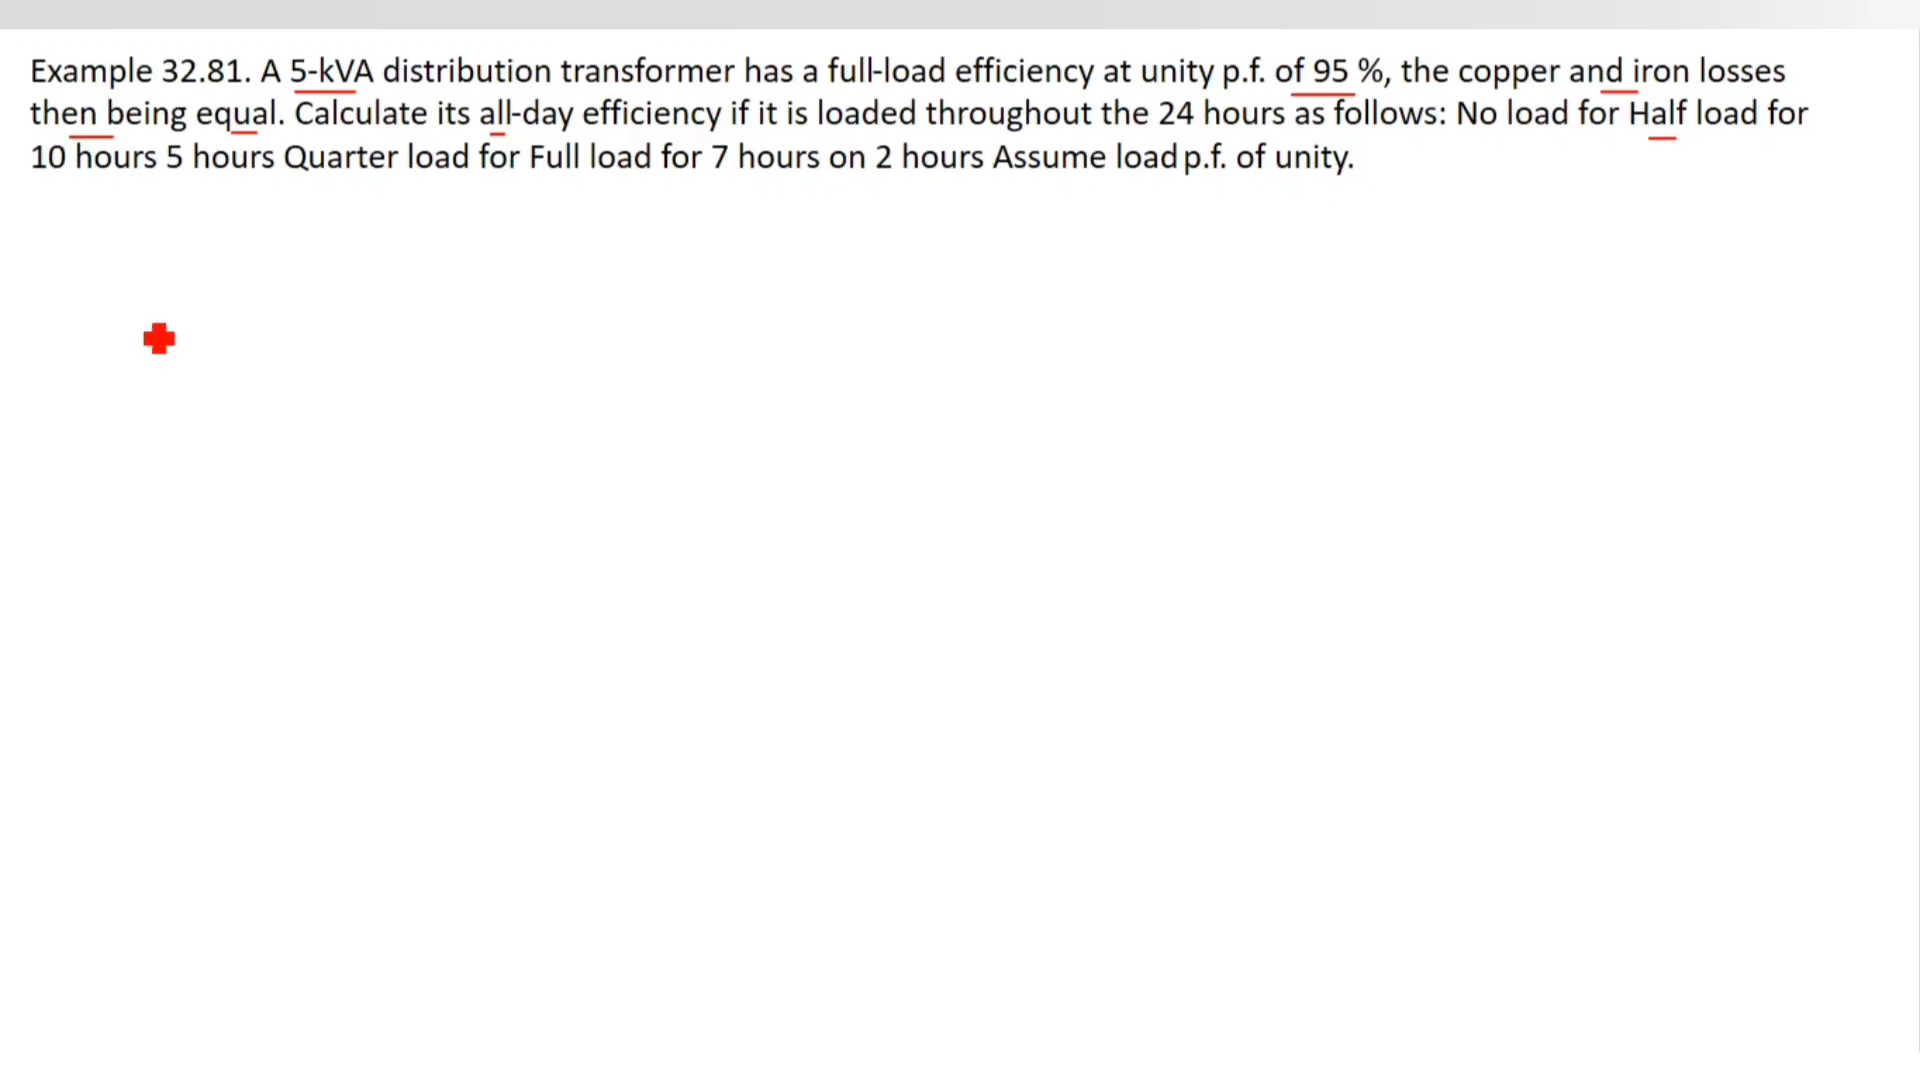 Example 32.81. A 5-kVA distribution transformer has a full-load efficiency at unity p.f. of 95 %, the copper and iron losses
then being equal. Calculate its all-day efficiency if it is loaded throughout the 24 hours as follows: No load for Half load for
10 hours 5 hours Quarter load for Full load for 7 hours on 2 hours Assume load p.f. of unity.